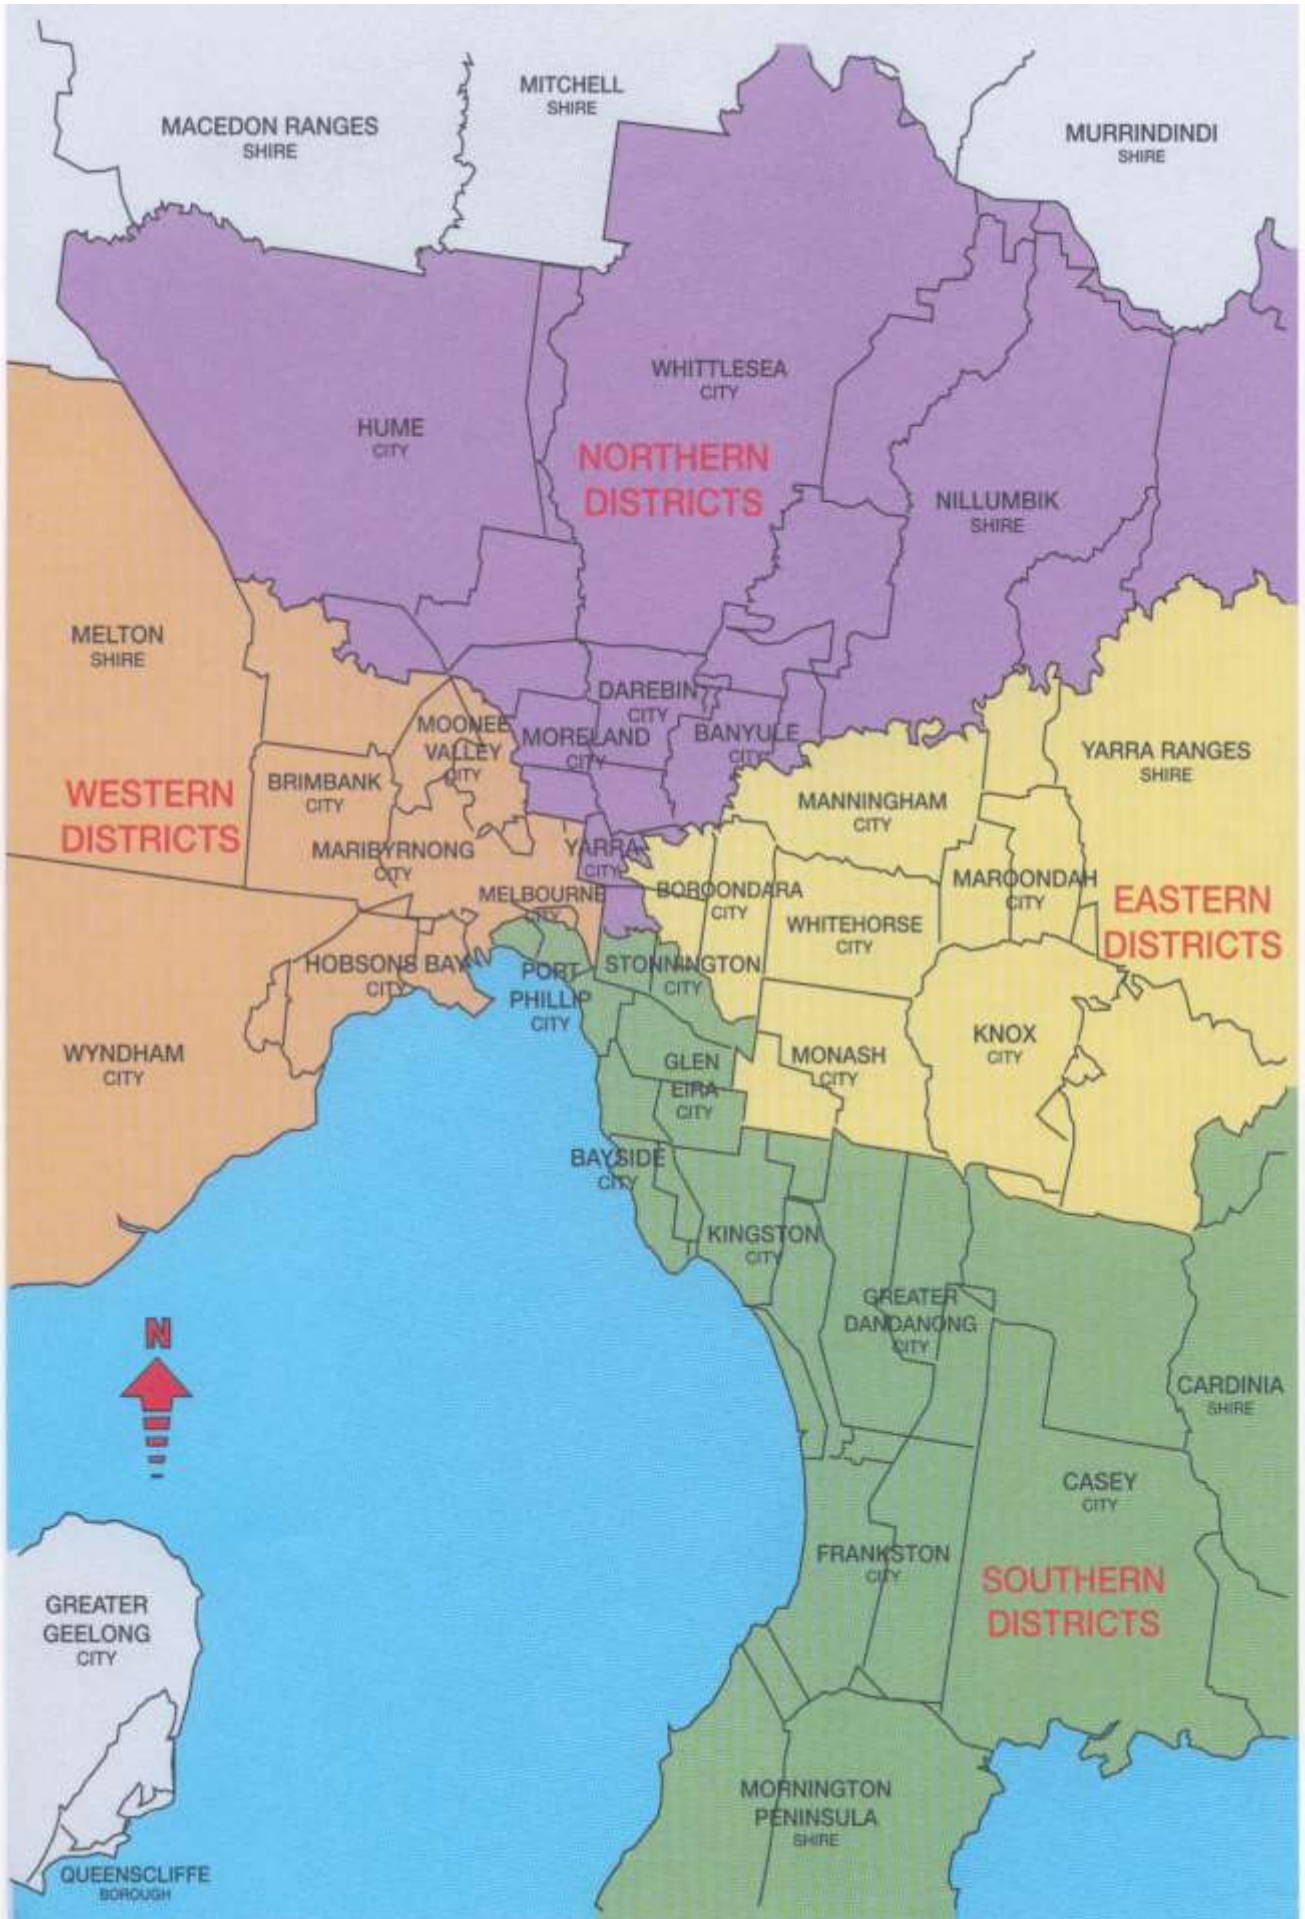 MITCHELL
SHIRE
MACEDON RANGES
SHIRE
MURRINDINDI
SHIRE
WHITTLESEA
CITY
HUME
CITY
NORTHERN
DISTRICTS
NILLUMBIK
SHIRE
MELTON
SHIRE
DAREBIN
CITY
MOONEE
VALLEY
CITY
MORELAND
CITY
BANYULE
CITY
YARRA RANGES
SHIRE
BRIMBANK
CITY
WESTERN
DISTRICTS
MANNINGHAM
CITY
MARIBYRNONG
CITY
YARRA
CITY
MELBOURNE
CITY
BOROONDARA
CITY
MAROONDAH
CITY
EASTERN
DISTRICTS
WHITEHORSE
CITY
HOBSONS BAY
CITY
PORT
PHILLIP
CITY
STONNINGTON
CITY
WYNDHAM
CITY
GLEN
EIRA
CITY
MONASH
CITY
KNOX
CITY
BAYSIDE
CITY
KINGSTON
CITY
GREATER
DANDANONG
CITY
N
CARDINIA
SHIRE
CASEY
CITY
FRANKSTON
CITY
SOUTHERN
DISTRICTS
GREATER
GEELONG
CITY
MORNINGTON
PENINSULA
SHIRE
QUEENSCLIFFE
BOROUGH